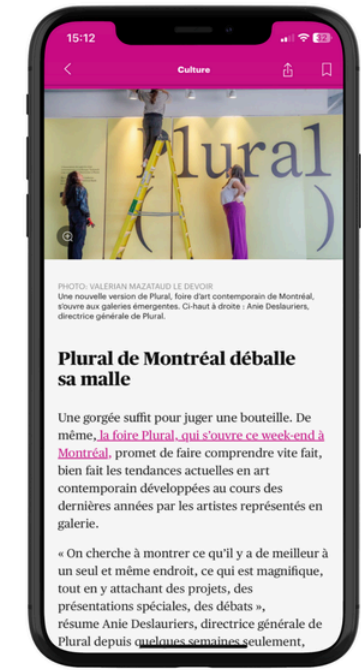 15:12
32
Culture
Plural
( )
PHOTO: VALÉRIAN MAZATAUD LE DEVOIR
Une nouvelle version de Plural, foire d'art contemporain de Montréal,
s'ouvre aux galeries émergentes. Ci-haut à droite : Anie Deslauriers,
directrice générale de Plural.
Plural de Montréal déballe
sa malle
Une gorgée suffit pour juger une bouteille. De
même, la foire Plural, qui s'ouvre ce week-end à
Montréal, promet de faire comprendre vite fait,
bien fait les tendances actuelles en art
contemporain développées au cours des
dernières années par les artistes représentés en
galerie.
« On cherche à montrer ce qu'il y a de meilleur à
un seul et même endroit, ce qui est magnifique,
tout en y attachant des projets, des
présentations spéciales, des débats »,
résume Anie Deslauriers, directrice générale de
Plural depuis quelques semaines seulement,